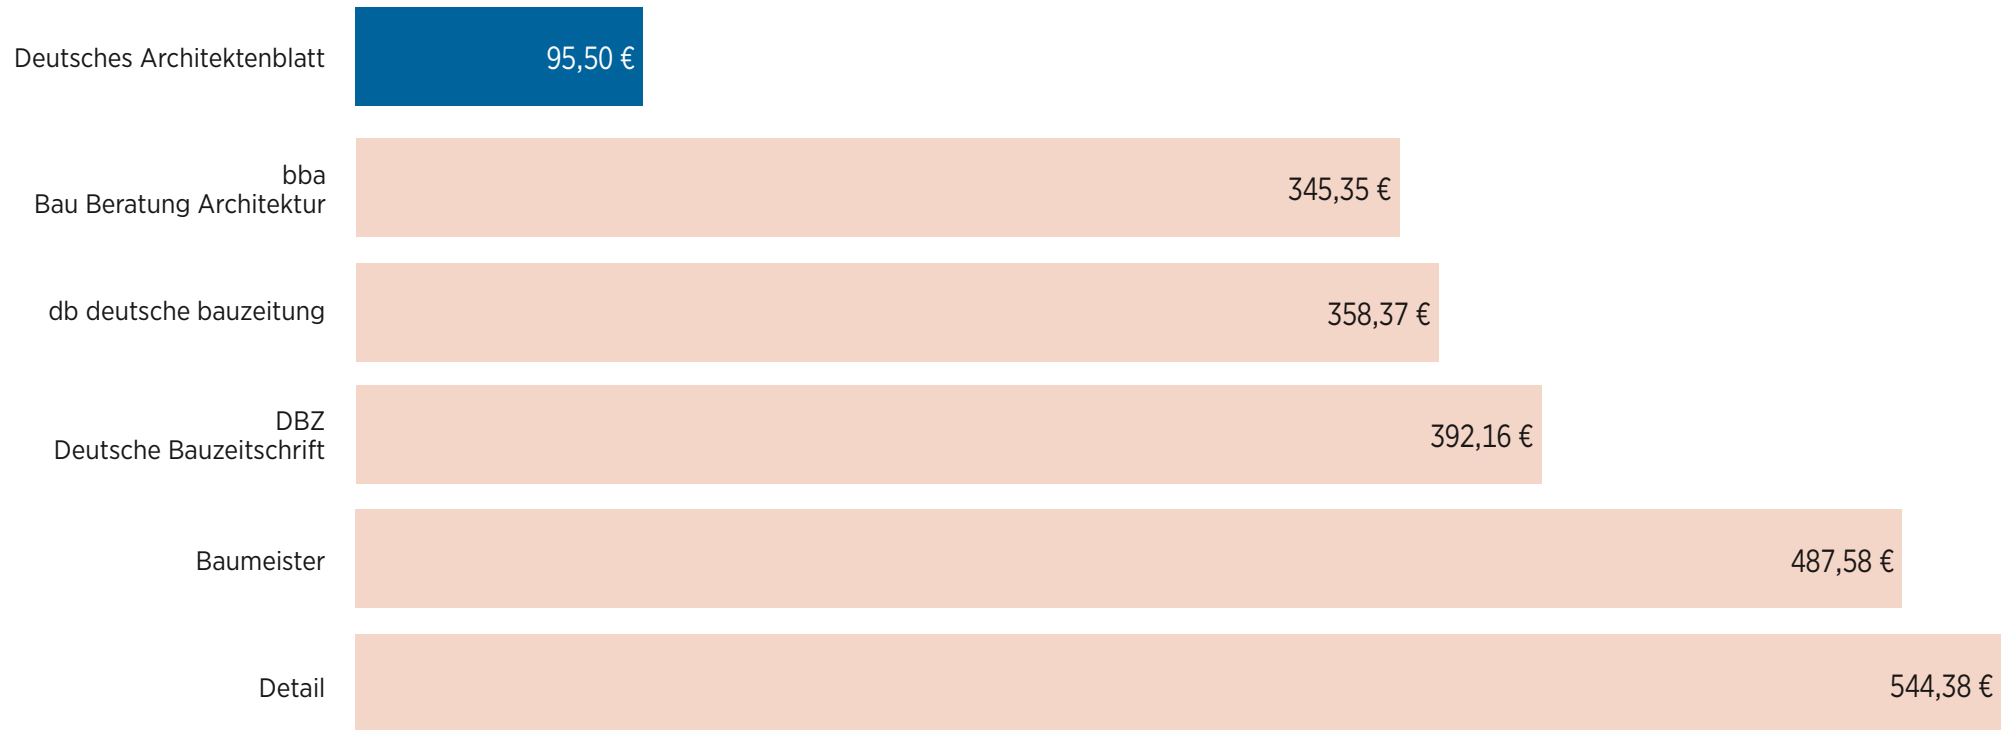 Deutsches Architektenblatt
95,50 €
bba
Bau Beratung Architektur
345,35 €
db deutsche bauzeitung
358,37 €
DBZ
Deutsche Bauzeitschrift
392,16 €
Baumeister
487,58 €
Detail
544,38 €